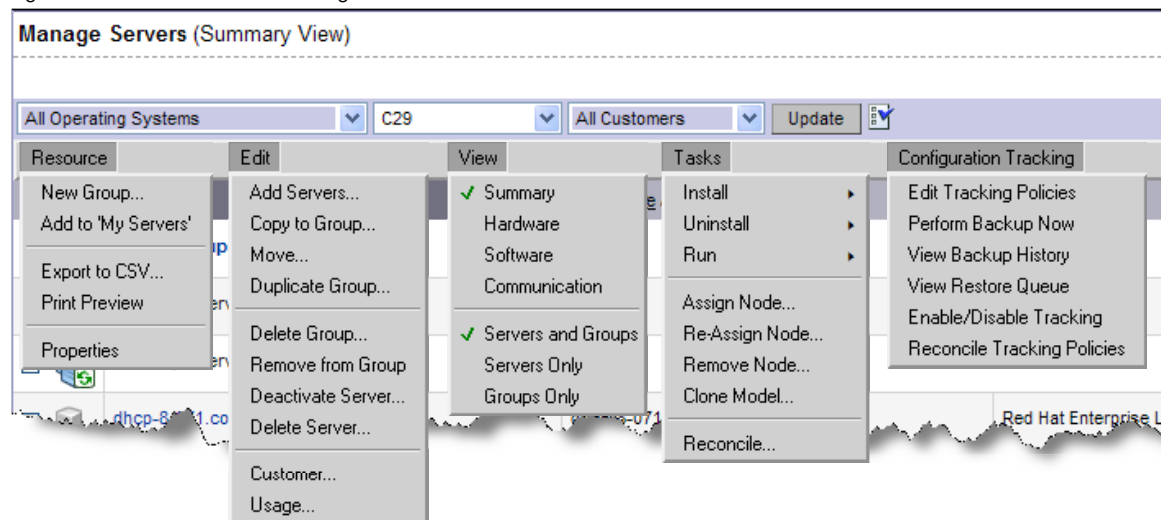 Manage Servers (Summary View)
All Operating Systems C29 All Customers Update
Resource Edit View Tasks Configuration Tracking
New Group...
Add to 'My Servers'
Export to CSV...
Print Preview
Properties
Add Servers...
Copy to Group...
Move...
Duplicate Group...
Delete Group...
Remove from Group
Deactivate Server...
Delete Server...
Customer...
Usage...
Summary
Hardware
Software
Communication
Servers and Groups
Servers Only
Groups Only
Install
Uninstall
Run
Assign Node...
Re-Assign Node...
Remove Node...
Clone Model...
Reconcile...
Edit Tracking Policies
Perform Backup Now
View Backup History
View Restore Queue
Enable/Disable Tracking
Reconcile Tracking Policies
Red Hat Enterprise L